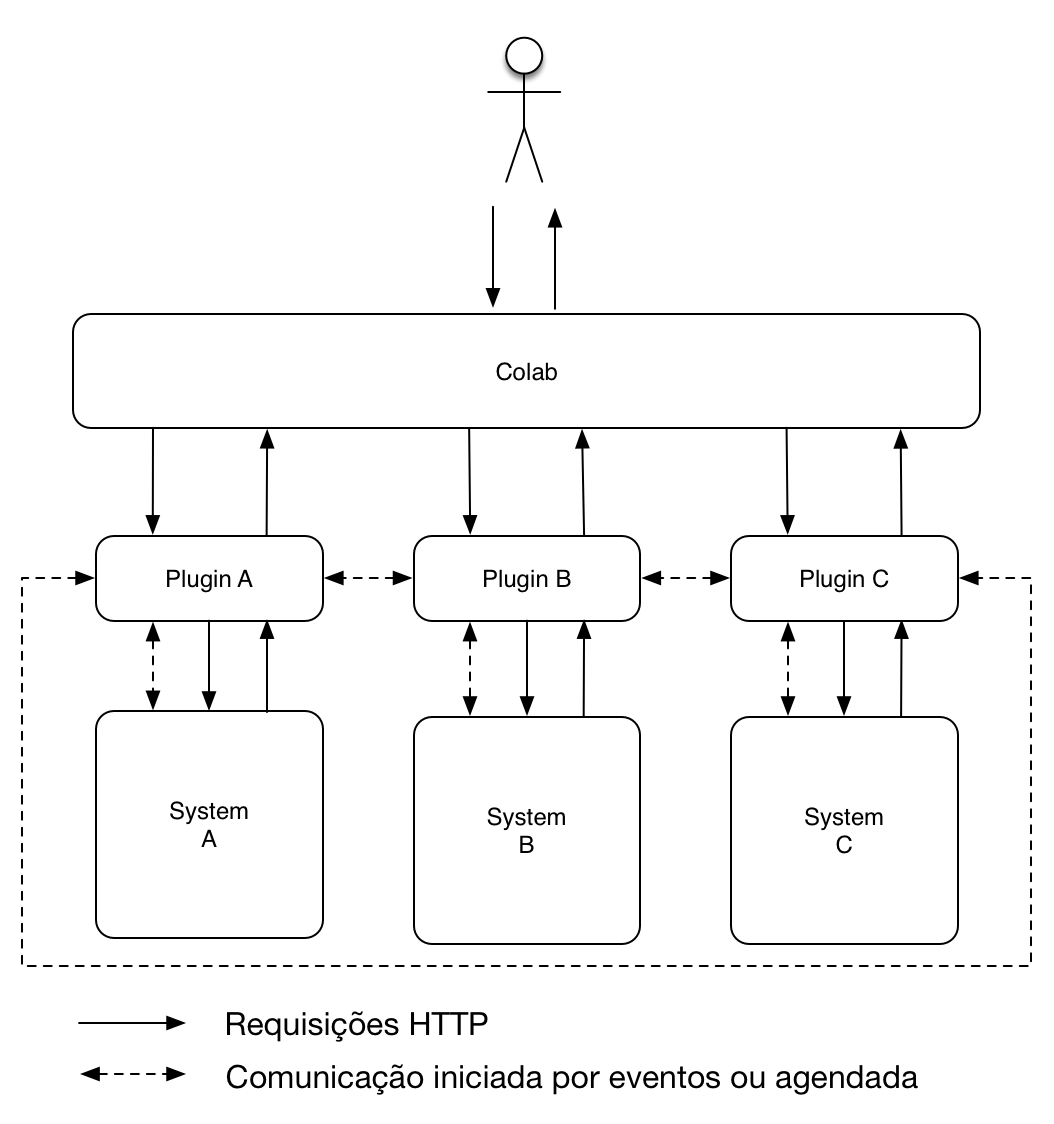 Colab
Plugin A
Plugin B
Plugin C
System
A
System
B
System
C
Requisições HTTP
Comunicação iniciada por eventos ou agendada